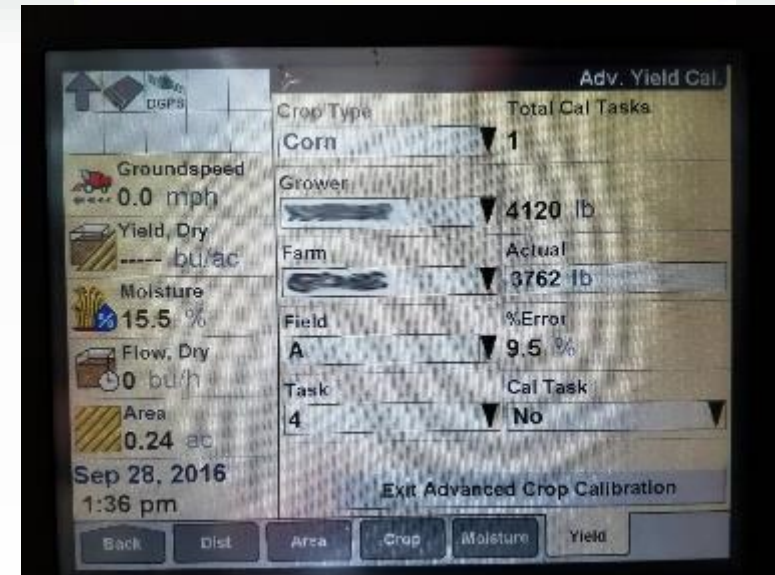 Adv. Yield Cal.
DGPS
Groundspeed
0.0 mph
Yield, Dry
----- bu/ac
Moisture
15.5 %
Flow, Dry
0 bu/h
Area
0.24 ac
Sep 28, 2016
1:36 pm
Crop Type
Corn
Total Cal Tasks
1
Grower
4120 lb
Farm
Actual
3762 lb
Field
A
%Error
9.5 %
Task
4
Cal Task
No
Exit Advanced Crop Calibration
Back
Dist
Area
Crop
Moisture
Yield